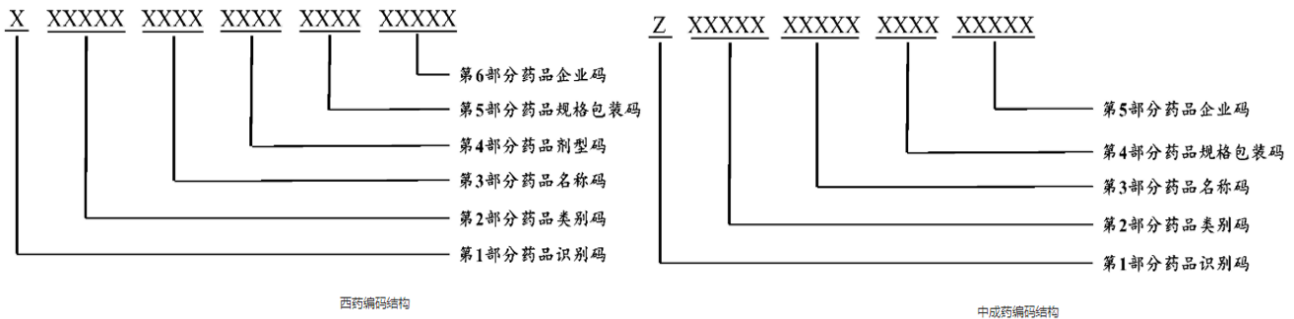 X XXXXX XXXX XXXX XXXX XXXXX
第6部分药品企业码
第5部分药品规格包装码
第4部分药品剂型码
第3部分药品名称码
第2部分药品类别码
第1部分药品识别码
西药编码结构
Z XXXXX XXXXX XXXX XXXXX
第5部分药品企业码
第4部分药品规格包装码
第3部分药品名称码
第2部分药品类别码
第1部分药品识别码
中成药编码结构